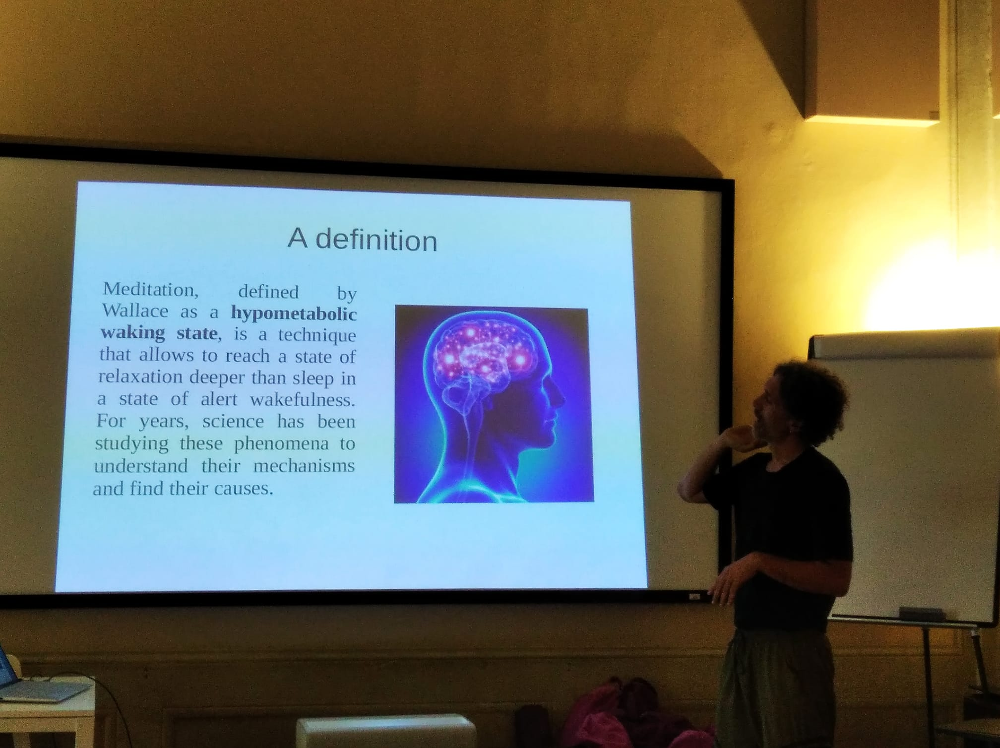 A definition
Meditation, defined by
Wallace as a hypometabolic
waking state, is a technique
that allows to reach a state of
relaxation deeper than sleep in
a state of alert wakefulness.
For years, science has been
studying these phenomena to
understand their mechanisms
and find their causes.